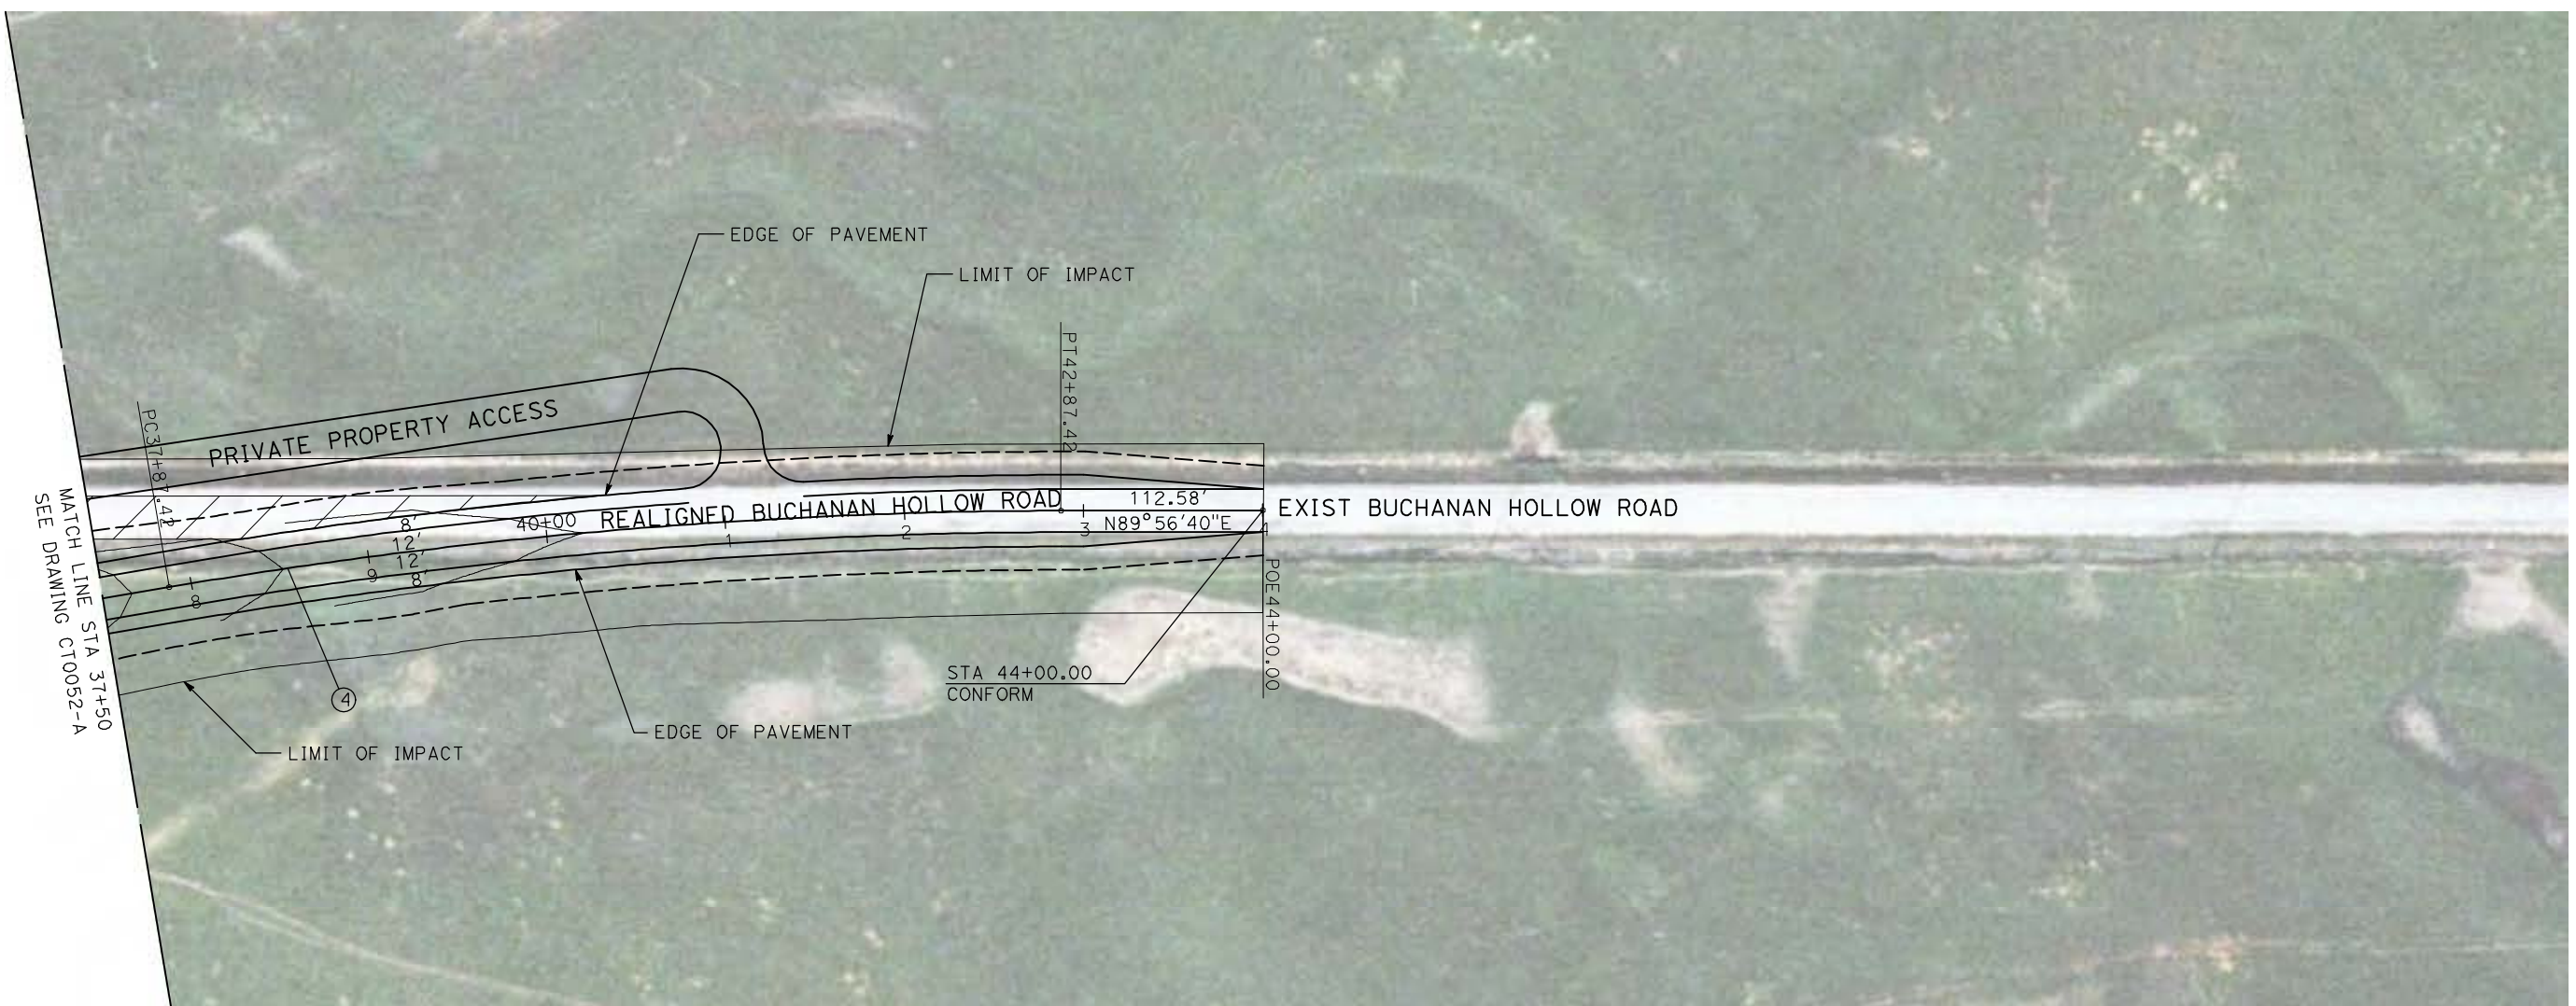 EDGE OF PAVEMENT
LIMIT OF IMPACT
PT42+87.42
PRIVATE PROPERTY ACCESS
PC37+87.42
MATCH LINE STA 37+50
SEE DRAWING CT0052-A
8'
12'
12'
8'
8
9
40+00
1
2
3
4
REALIGNED BUCHANAN HOLLOW ROAD
112.58'
N89°56'40"E
EXIST BUCHANAN HOLLOW ROAD
POE44+00.00
STA 44+00.00
CONFORM
4
EDGE OF PAVEMENT
LIMIT OF IMPACT